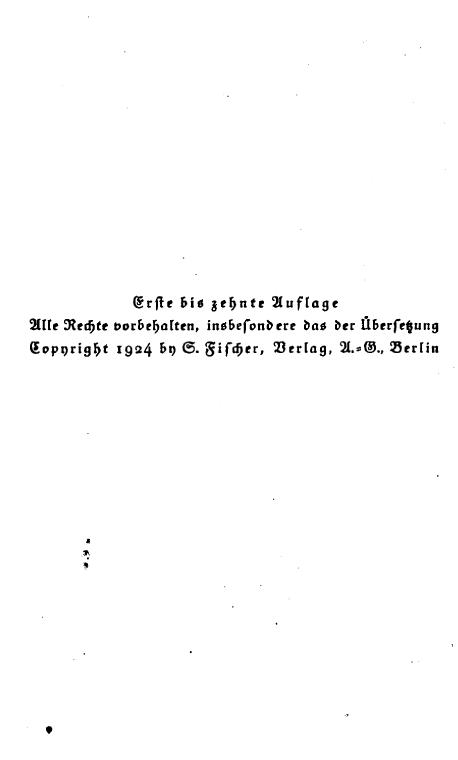 Erste bis zehnte Auflage
Alle Rechte vorbehalten, insbesondere das der Übersetzung
Copyright 1924 by S. Fischer, Verlag, A.=G., Berlin